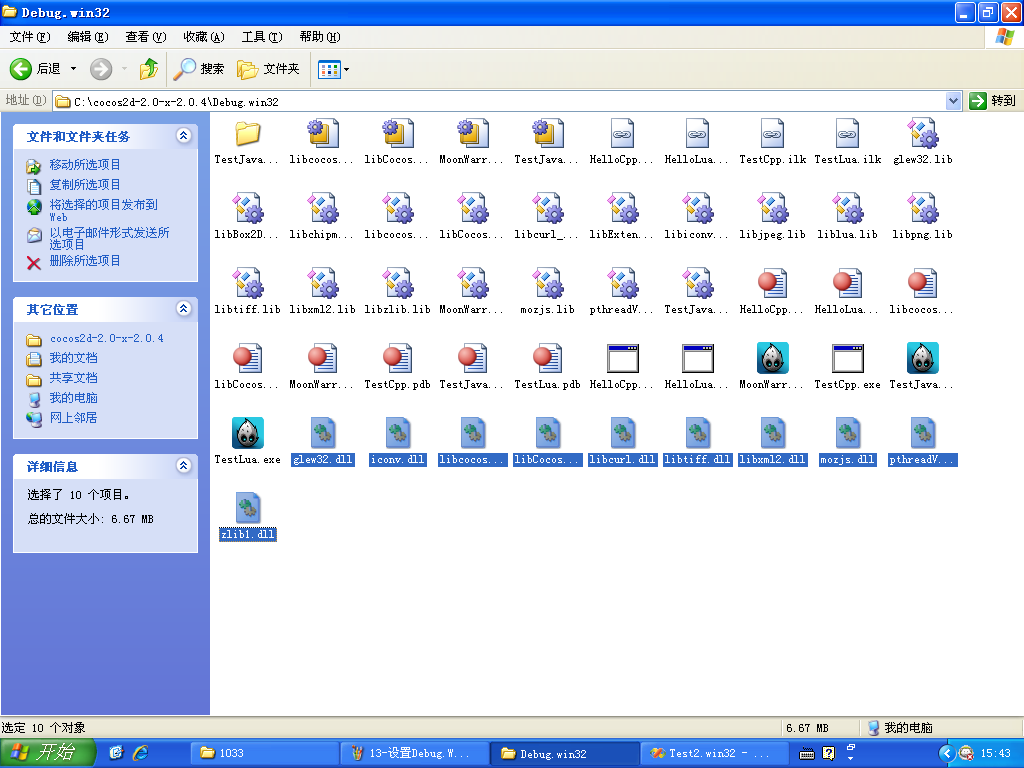 Debug.win32
文件(F) 编辑(E) 查看(V) 收藏(A) 工具(T) 帮助(H)
后退 搜索 文件夹
地址(D) C:\cocos2d-2.0-x-2.0.4\Debug.win32 转到
文件和文件夹任务
移动所选项目
复制所选项目
将选择的项目发布到
Web
以电子邮件形式发送所
选项目
删除所选项目
其它位置
cocos2d-2.0-x-2.0.4
我的文档
共享文档
我的电脑
网上邻居
详细信息
选择了 10 个项目。
总的文件大小: 6.67 MB
TestJava... libcocos... libCocos... MoonWarr... TestJava... HelloCpp... HelloLua... TestCpp.ilk TestLua.ilk glew32.lib
libBox2D... libchipm... libcocos... libCocos... libcurl_... libExten... libiconv... libjpeg.lib liblua.lib libpng.lib
libtiff.lib libxml2.lib libzlib.lib MoonWarr... mozjs.lib pthreadV... TestJava... HelloCpp... HelloLua... libcocos...
libCocos... MoonWarr... TestCpp.pdb TestJava... TestLua.pdb HelloCpp... HelloLua... MoonWarr... TestCpp.exe TestJava...
TestLua.exe glew32.dll iconv.dll libcocos... libCocos... libcurl.dll libtiff.dll libxml2.dll mozjs.dll pthreadV...
zlib1.dll
选定 10 个对象 6.67 MB 我的电脑
开始 1033 13-设置Debug.W... Debug.win32 Test2.win32 - ... 15:43